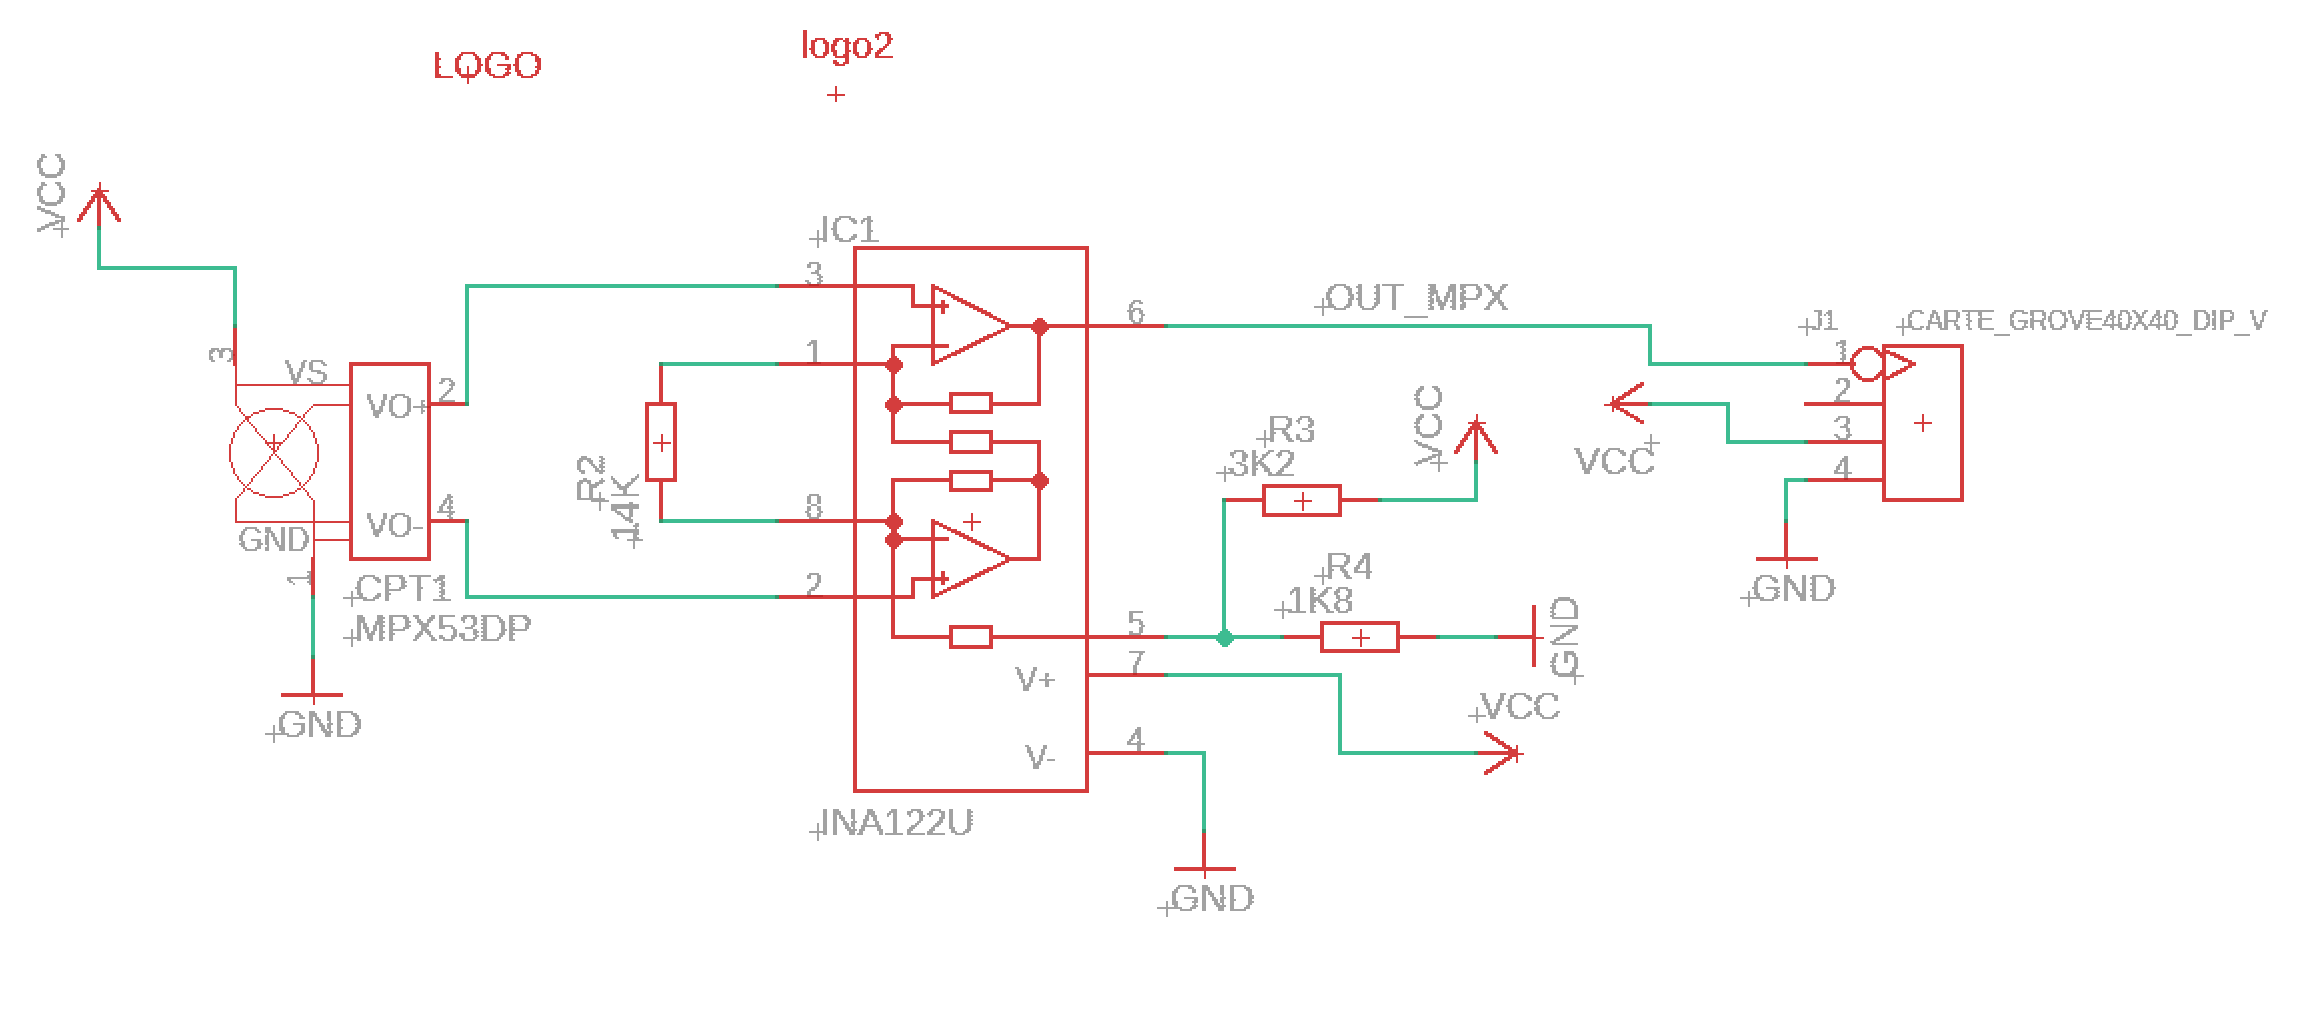 LOGO
logo2
VCC
3
VS
VO+
2
VO-
4
GND
1
CPT1
MPX53DP
GND
R2
14K
IC1
3
1
8
2
6
5
7
4
V+
V-
INA122U
OUT_MPX
R3
3K2
VCC
R4
1K8
GND
VCC
GND
J1
CARTE_GROVE40X40_DIP_V
1
2
3
4
VCC
GND